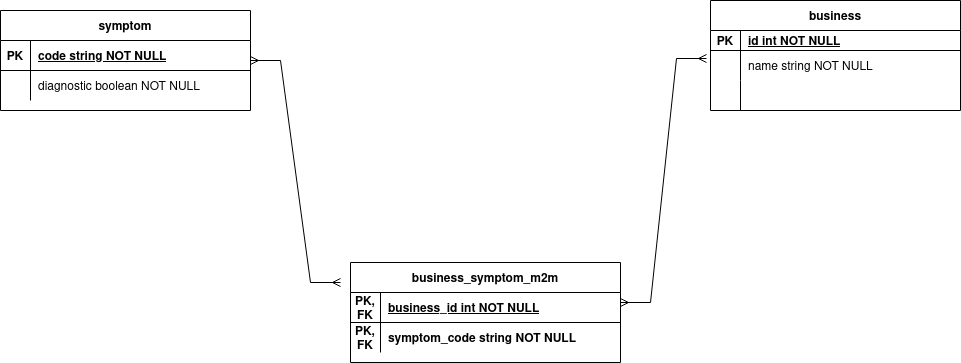 symptom
PK code string NOT NULL
diagnostic boolean NOT NULL
business
PK id int NOT NULL
name string NOT NULL
business_symptom_m2m
PK,
FK
business_id int NOT NULL
PK,
FK
symptom_code string NOT NULL